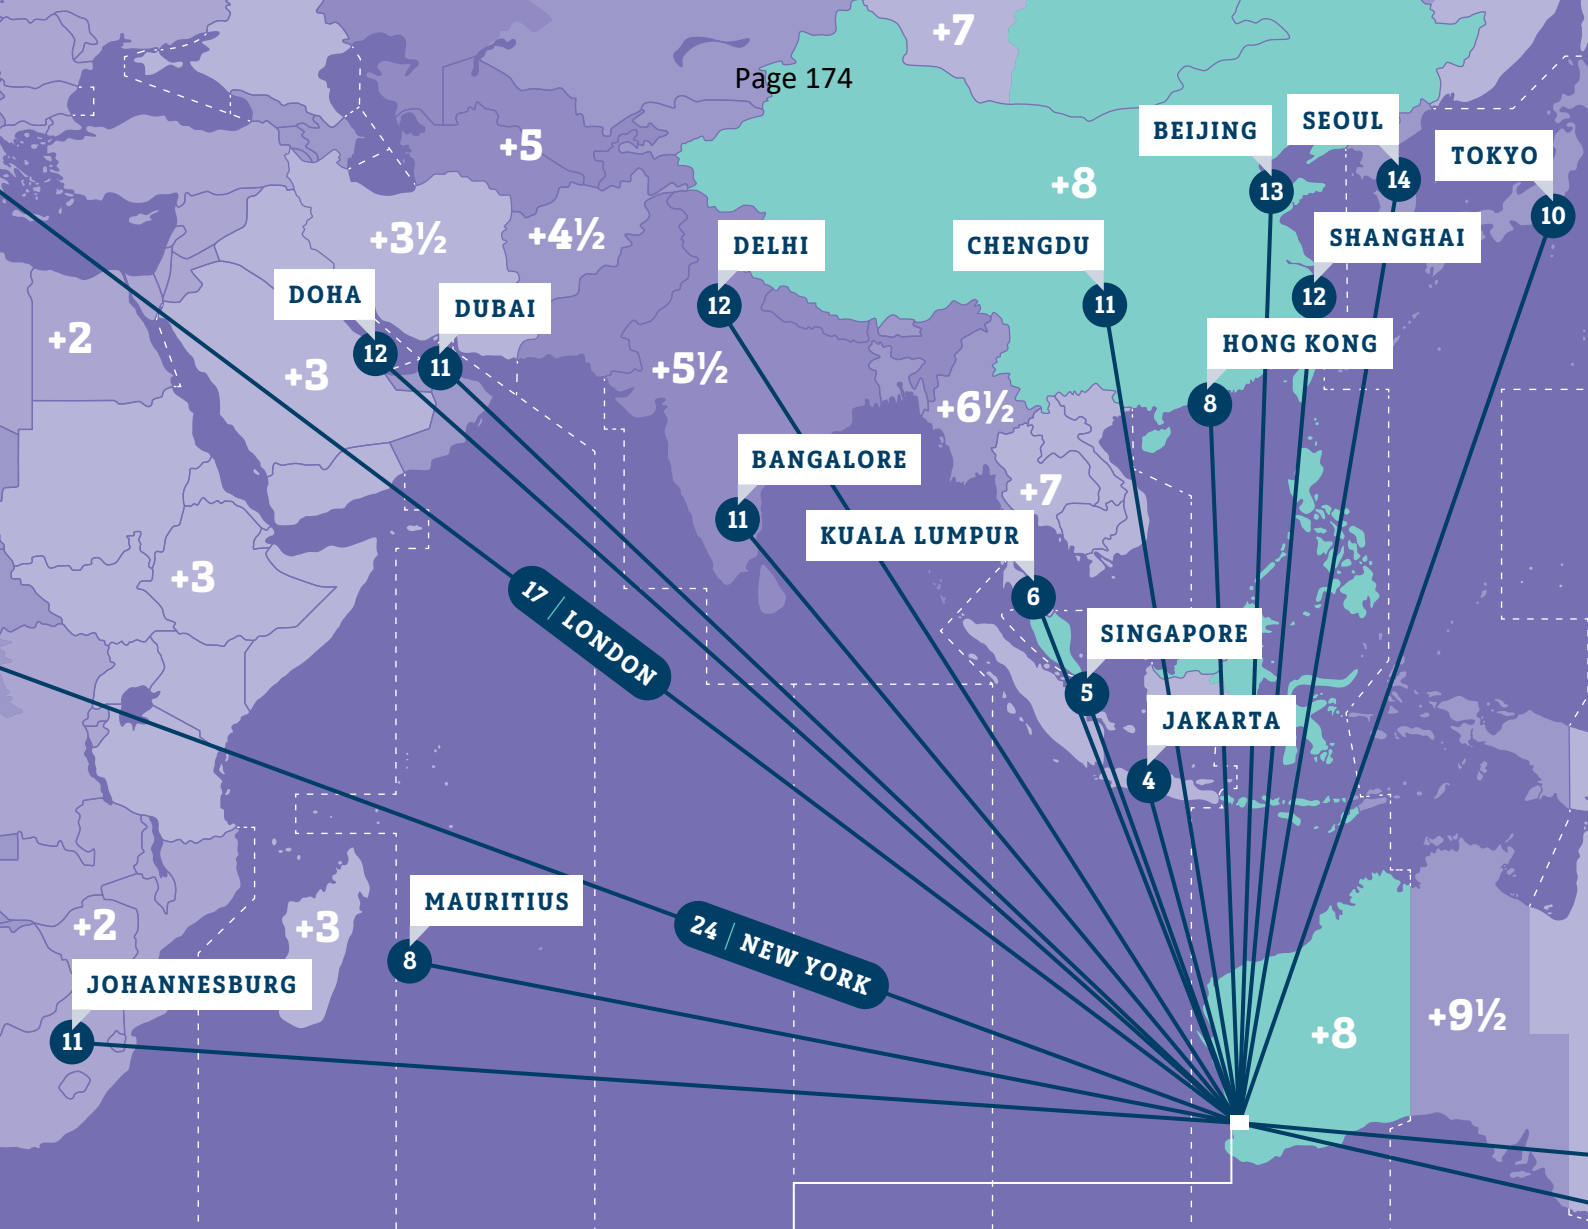 +7
Page 174
BEIJING
SEOUL
TOKYO
+5
+8
13
14
10
+3½
+4½
DELHI
CHENGDU
SHANGHAI
DOHA
DUBAI
12
11
12
+2
12
11
HONG KONG
+3
+5½
+6½
8
BANGALORE
+7
11
KUALA LUMPUR
+3
6
17 | LONDON
SINGAPORE
5
JAKARTA
4
MAURITIUS
+2
+3
24 | NEW YORK
8
JOHANNESBURG
11
+8
+9½